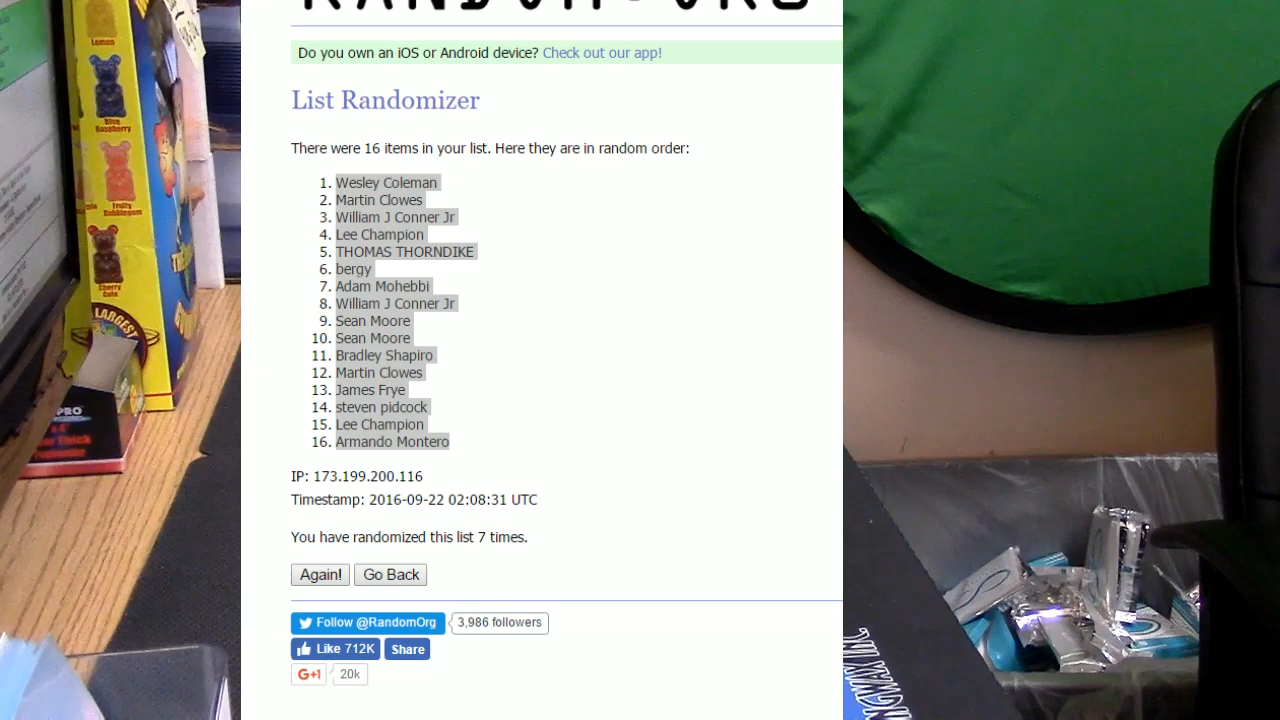 RANDOM.ORG
Do you own an iOS or Android device? Check out our app!
List Randomizer
There were 16 items in your list. Here they are in random order:
1. Wesley Coleman
2. Martin Clowes
3. William J Conner Jr
4. Lee Champion
5. THOMAS THORNDIKE
6. bergy
7. Adam Mohebbi
8. William J Conner Jr
9. Sean Moore
10. Sean Moore
11. Bradley Shapiro
12. Martin Clowes
13. James Frye
14. steven pidcock
15. Lee Champion
16. Armando Montero
IP: 173.199.200.116
Timestamp: 2016-09-22 02:08:31 UTC
You have randomized this list 7 times.
Again! Go Back
Follow @RandomOrg 3,986 followers
Like 712K Share
G+1 20k
Lemon
Blue
Raspberry
Fruity
Bubblegum
Cherry
Cola
LARGEST
PRO
Thick